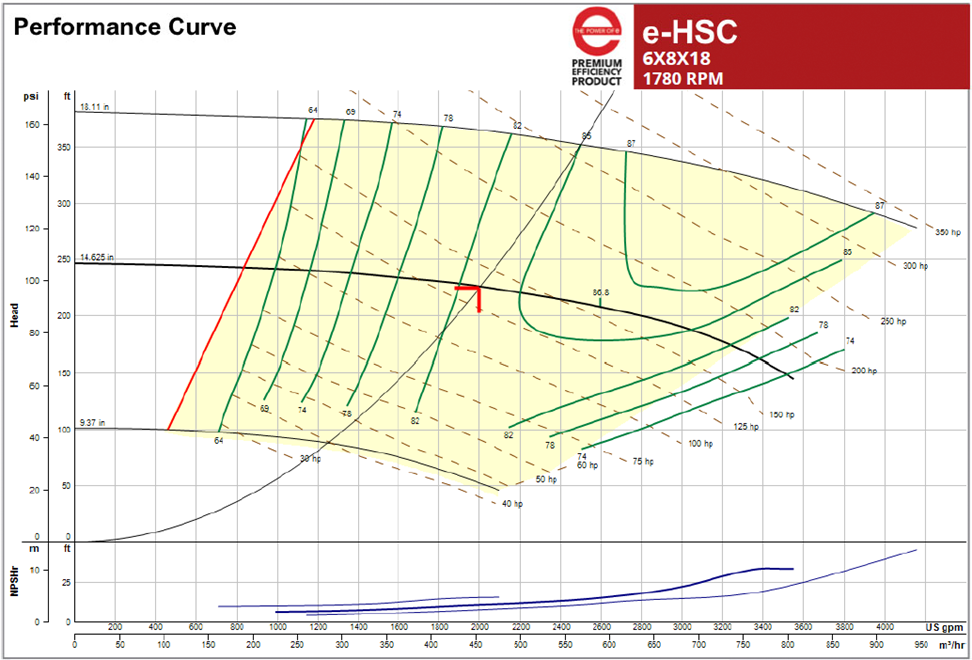 Performance Curve
THE POWER OF e
PREMIUM
EFFICIENCY
PRODUCT
e-HSC
6X8X18
1780 RPM
psi ft
18.11 in
64 69 74 78 82 85 87
160
350
140
300
87
120
350 hp
85
300 hp
14.625 in
250
100
86.8
250 hp
200
82
78
80
74
200 hp
150
60
69 74 78 82
150 hp
9.37 in
100
64
82
125 hp
40
78
100 hp
30 hp
74
60 hp
75 hp
50 hp
50
20
40 hp
0 0
Head
m ft
10
25
NPSHr
0 0
200 400 600 800 1000 1200 1400 1600 1800 2000 2200 2400 2600 2800 3000 3200 3400 3600 3800 4000 US gpm
0 50 100 150 200 250 300 350 400 450 500 550 600 650 700 750 800 850 900 950 m³/hr